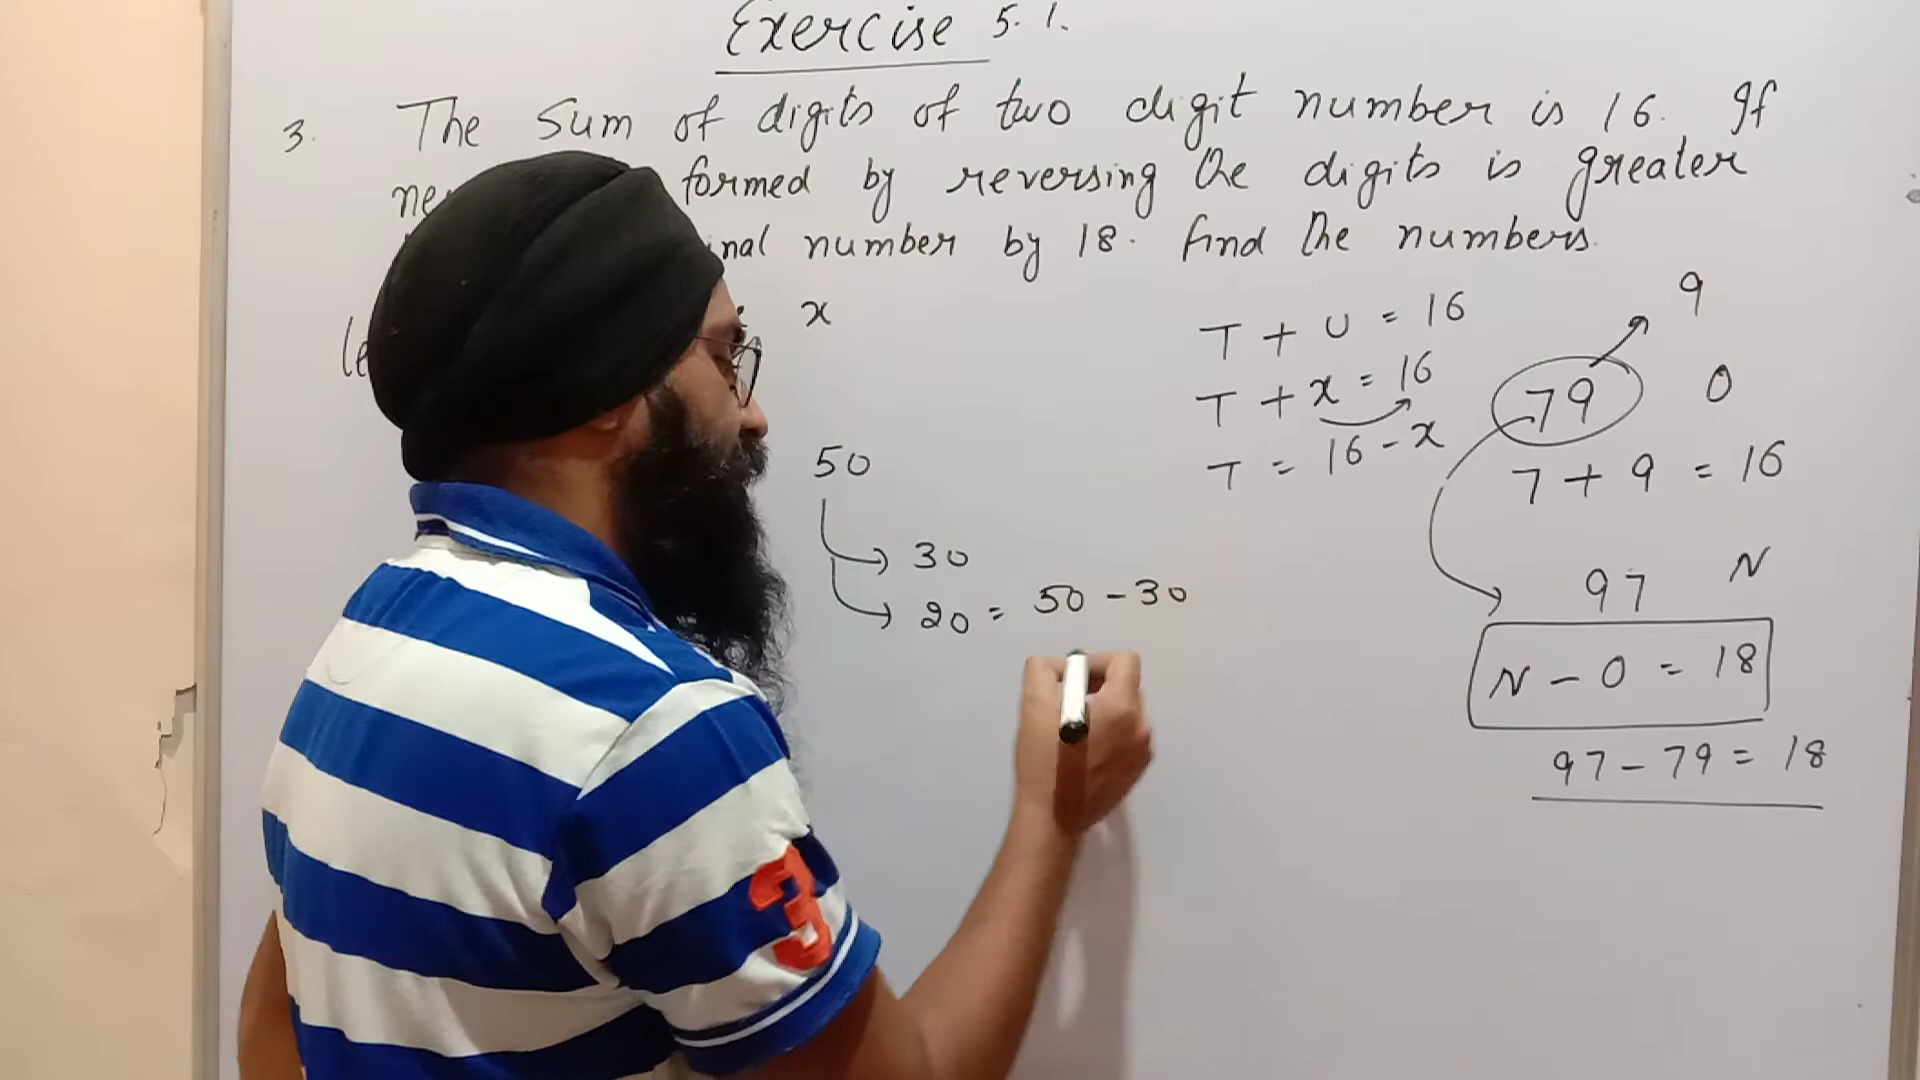 Exercise 5.1.
3. The Sum of digits of two digit number is 16. If
formed by reversing the digits is greater
number by 18. find the numbers.
x
T + U = 16
T + x = 16
T = 16 - x
9
79
0
7 + 9 = 16
50
30
20 = 50 - 30
97 N
N - O = 18
97 - 79 = 18
3